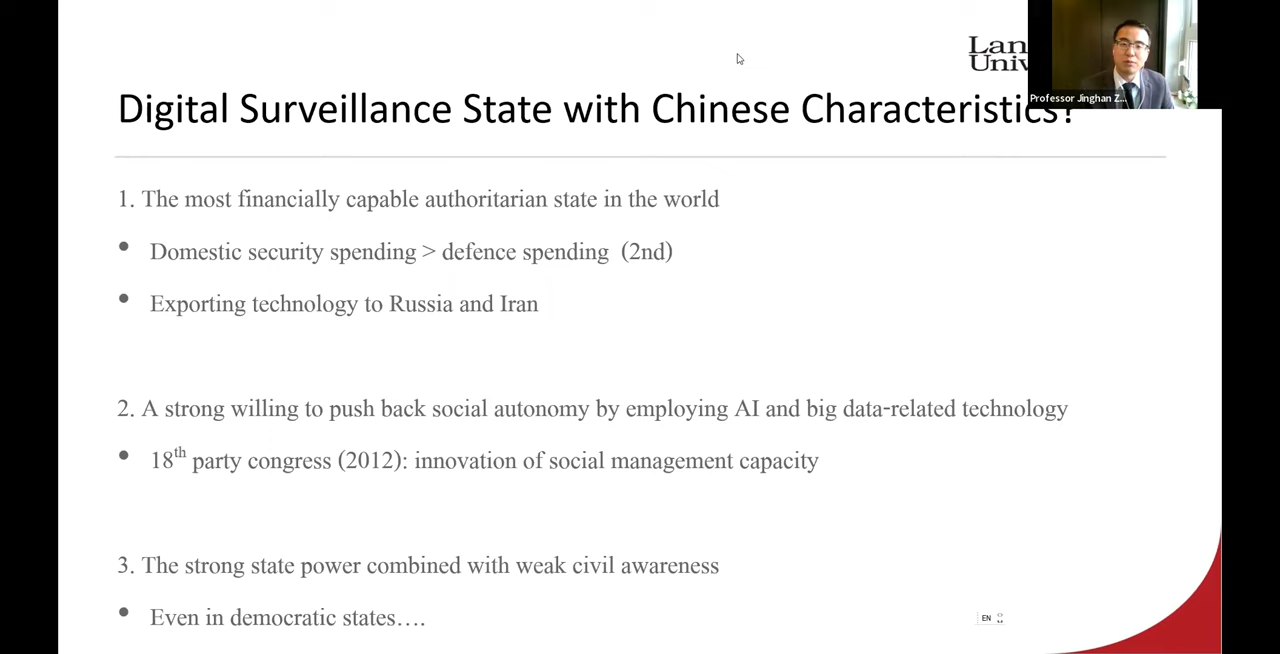 Lan
Univ
Professor Jinghan Z...
Digital Surveillance State with Chinese Characteristics?
1. The most financially capable authoritarian state in the world
• Domestic security spending > defence spending (2nd)
• Exporting technology to Russia and Iran
2. A strong willing to push back social autonomy by employing AI and big data-related technology
• 18th party congress (2012): innovation of social management capacity
3. The strong state power combined with weak civil awareness
• Even in democratic states….
EN